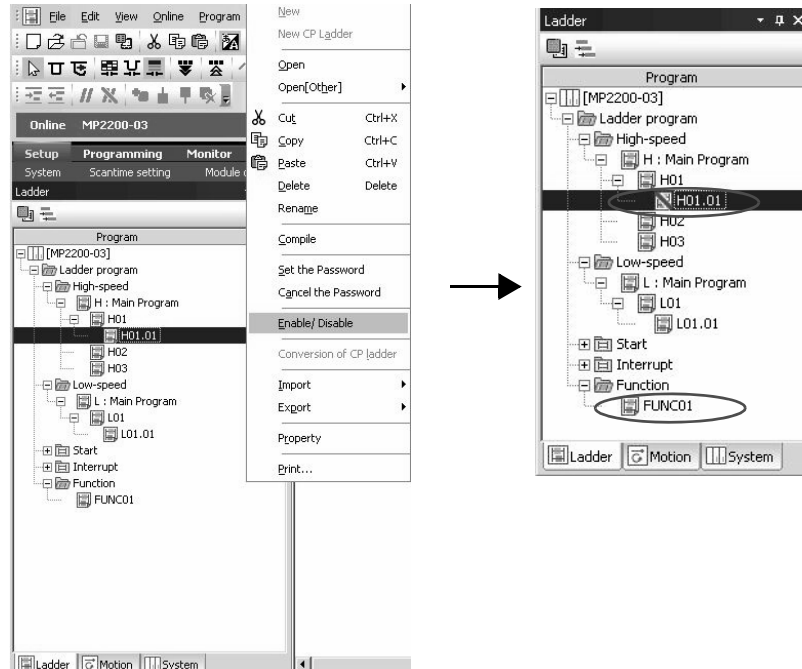 File Edit View Online Program
Online MP2200-03
Setup Programming Monitor
System Scantime setting Module
Ladder
Program
[MP2200-03]
Ladder program
High-speed
H : Main Program
H01
H01.01
H02
H03
Low-speed
L : Main Program
L01
L01.01
Start
Interrupt
Function
FUNC01
Ladder Motion System
New
New CP Ladder
Open
Open[Other]
Cut Ctrl+X
Copy Ctrl+C
Paste Ctrl+V
Delete Delete
Rename
Compile
Set the Password
Cancel the Password
Enable/ Disable
Conversion of CP ladder
Import
Export
Property
Print...
Ladder
Program
[MP2200-03]
Ladder program
High-speed
H : Main Program
H01
H01.01
H02
H03
Low-speed
L : Main Program
L01
L01.01
Start
Interrupt
Function
FUNC01
Ladder Motion System